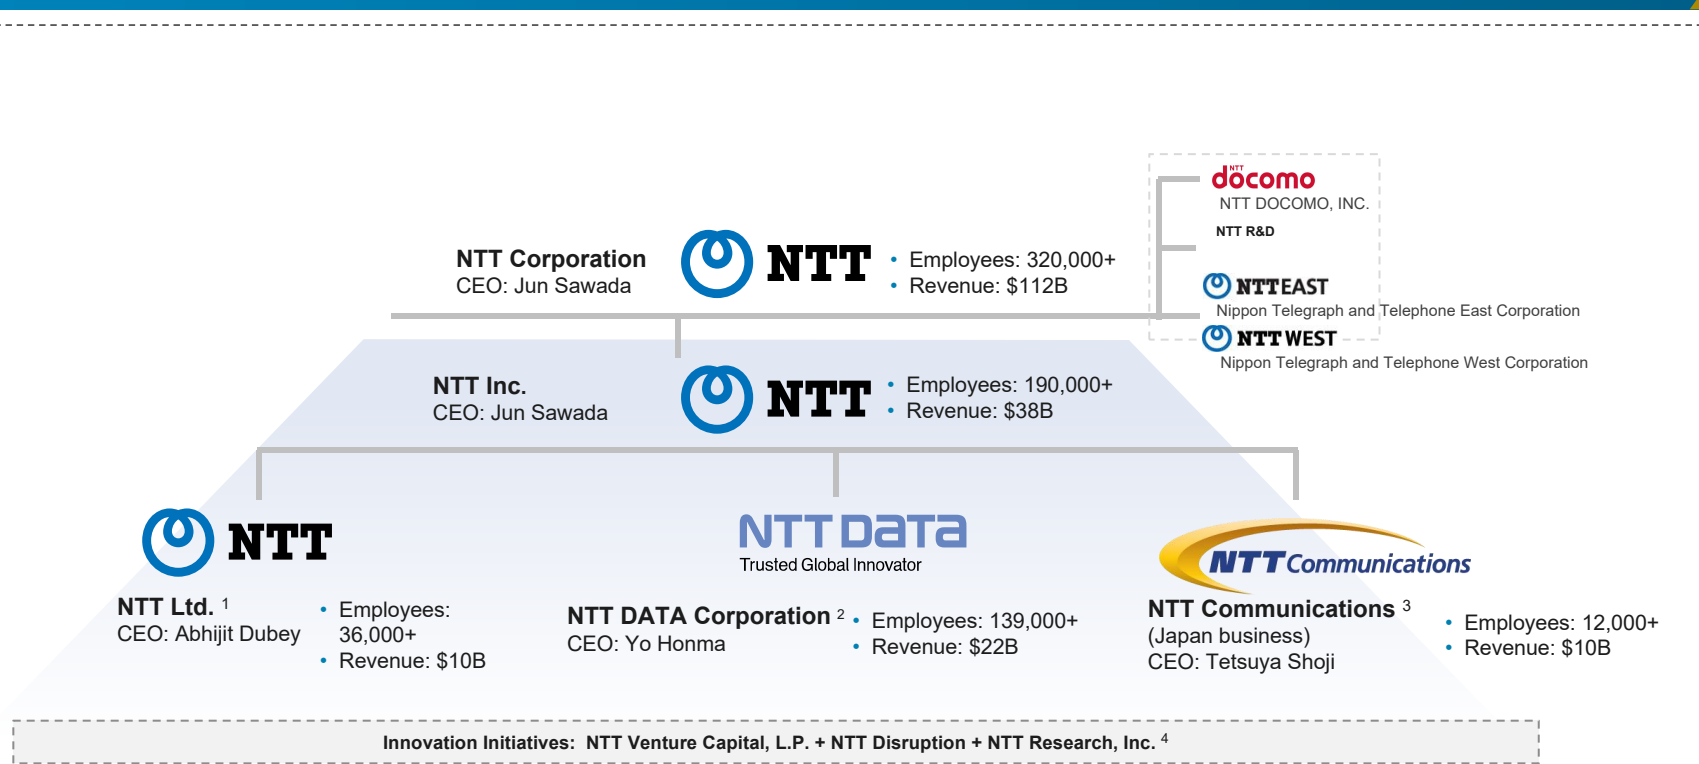 NTT
döcomo
NTT DOCOMO, INC.
NTT R&D
NTT EAST
Nippon Telegraph and Telephone East Corporation
NTT WEST
Nippon Telegraph and Telephone West Corporation
NTT Corporation
CEO: Jun Sawada
NTT
• Employees: 320,000+
• Revenue: $112B
NTT Inc.
CEO: Jun Sawada
NTT
• Employees: 190,000+
• Revenue: $38B
NTT
NTT Ltd. 1
CEO: Abhijit Dubey
• Employees:
36,000+
• Revenue: $10B
NTT DATA
Trusted Global Innovator
NTT DATA Corporation 2
CEO: Yo Honma
• Employees: 139,000+
• Revenue: $22B
NTT Communications
NTT Communications 3
(Japan business)
CEO: Tetsuya Shoji
• Employees: 12,000+
• Revenue: $10B
Innovation Initiatives: NTT Venture Capital, L.P. + NTT Disruption + NTT Research, Inc. 4